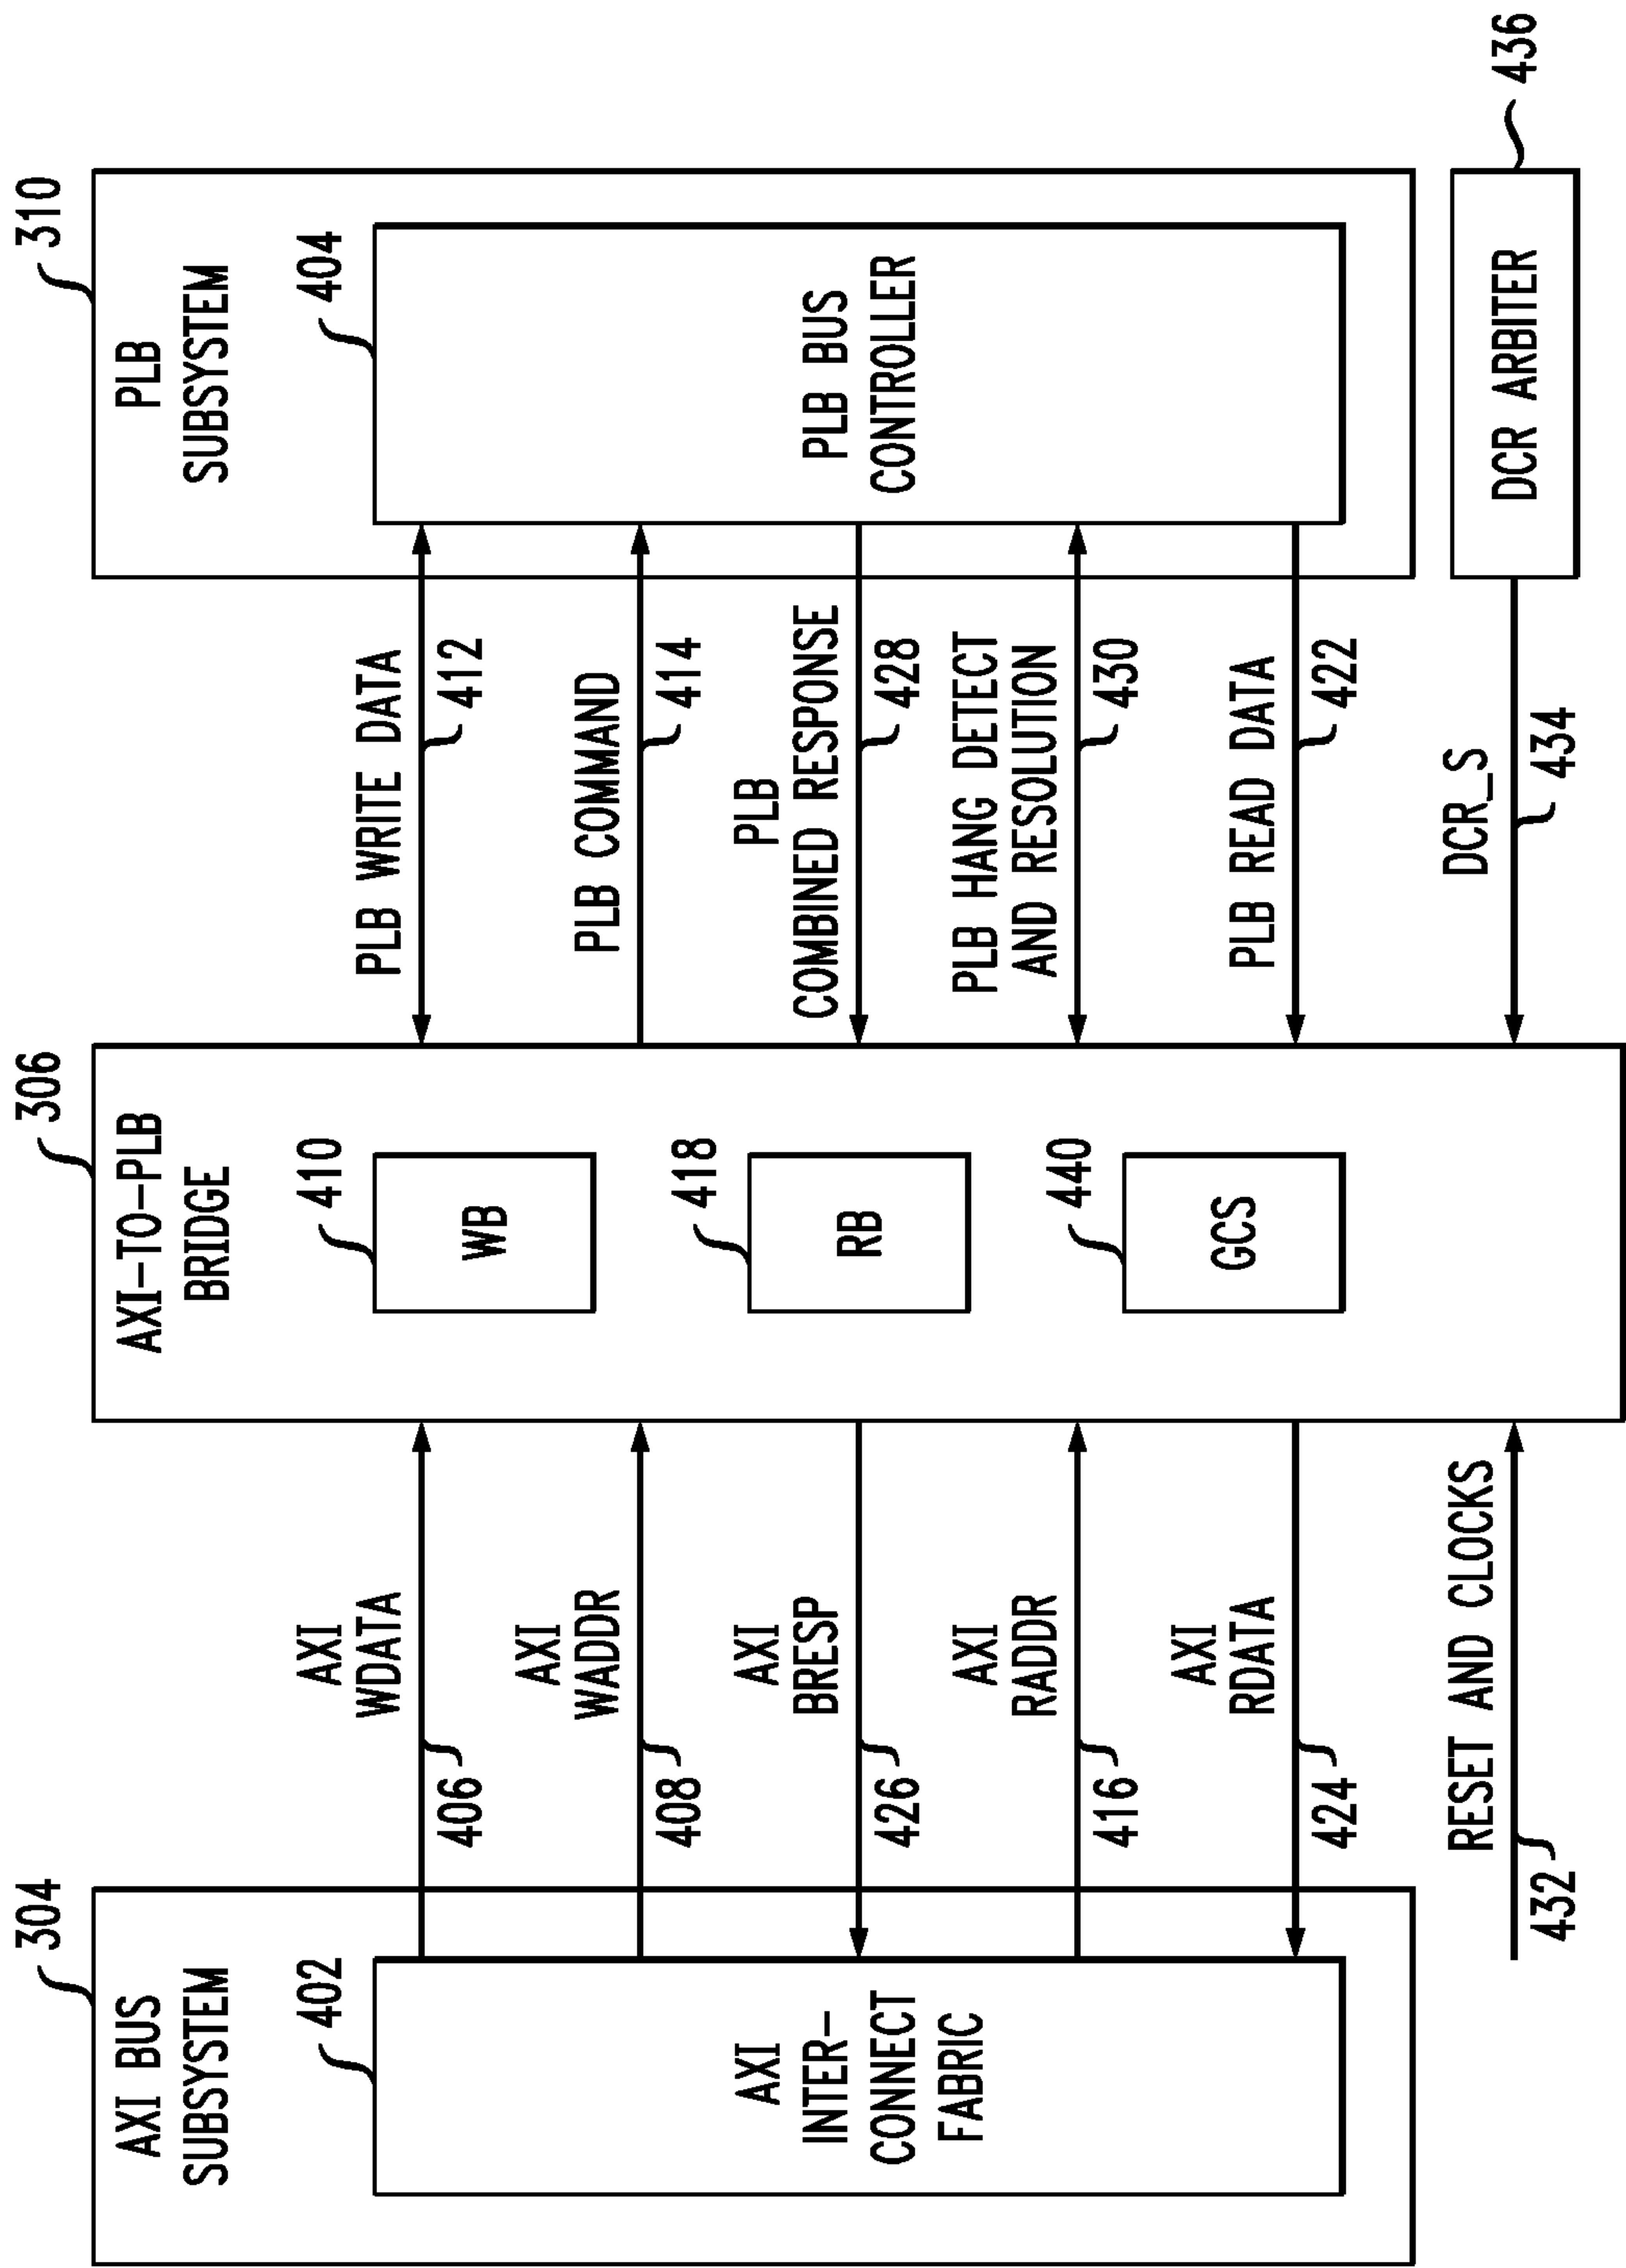 304
AXI BUS
SUBSYSTEM
402
AXI
INTER-
CONNECT
FABRIC
AXI
WDATA
406
AXI
WADDR
408
AXI
BRESP
426
AXI
RADDR
416
AXI
RDATA
424
RESET AND CLOCKS
432
306
AXI-TO-PLB
BRIDGE
410
WB
418
RB
440
GCS
PLB WRITE DATA
412
PLB COMMAND
414
PLB
COMBINED RESPONSE
428
PLB HANG DETECT
AND RESOLUTION
430
PLB READ DATA
422
DCR_S
434
310
PLB
SUBSYSTEM
404
PLB BUS
CONTROLLER
DCR ARBITER
436